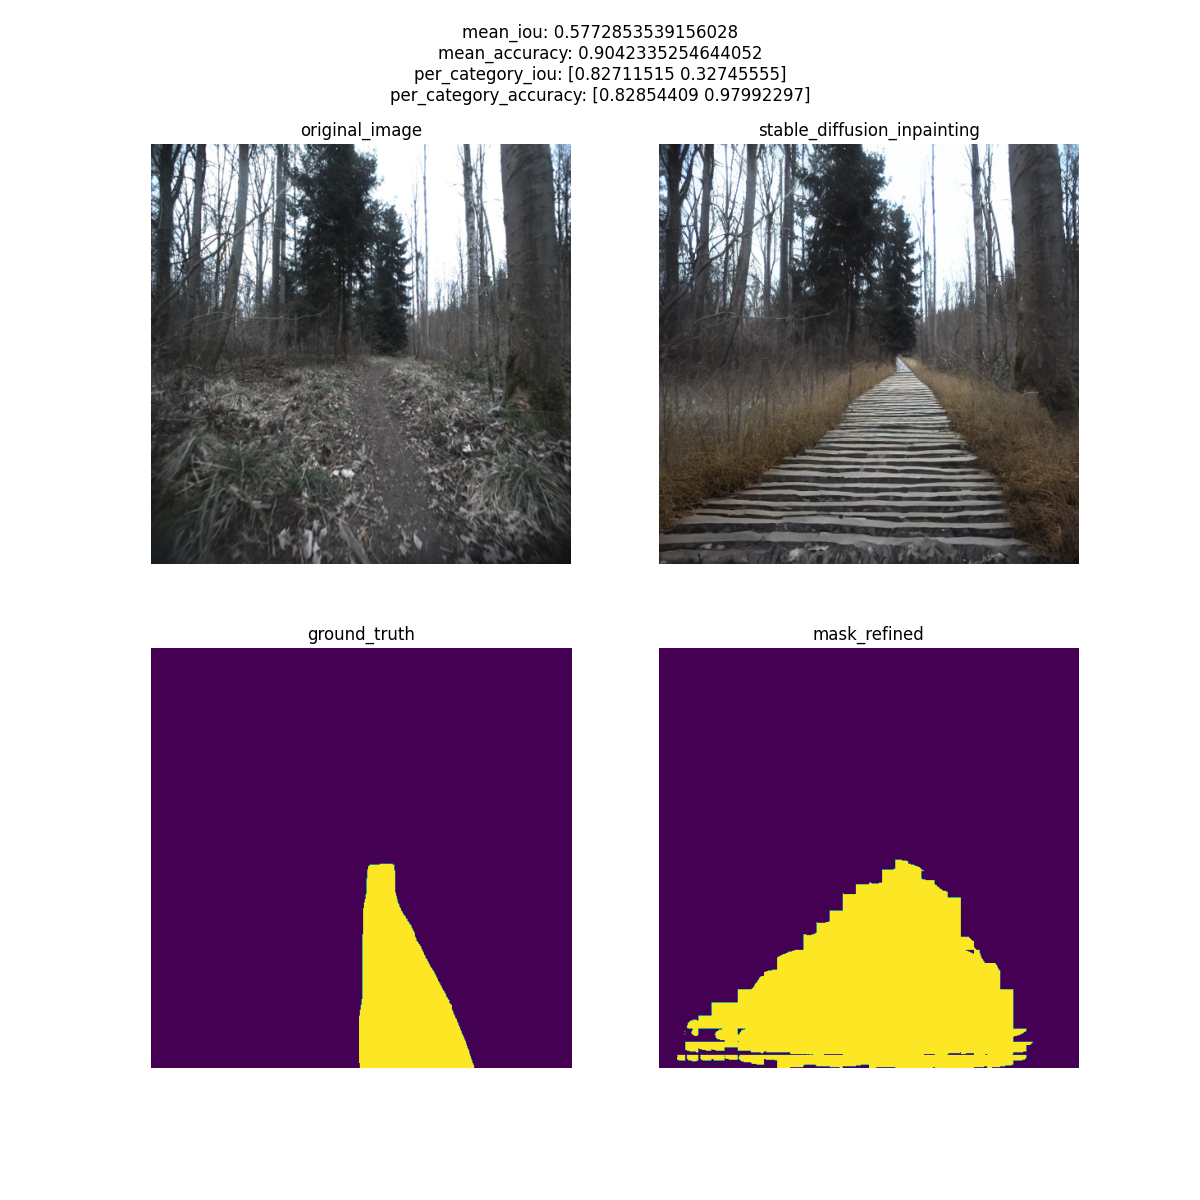 mean_iou: 0.5772853539156028
mean_accuracy: 0.9042335254644052
per_category_iou: [0.82711515 0.32745555]
per_category_accuracy: [0.82854409 0.97992297]
original_image
stable_diffusion_inpainting
ground_truth
mask_refined